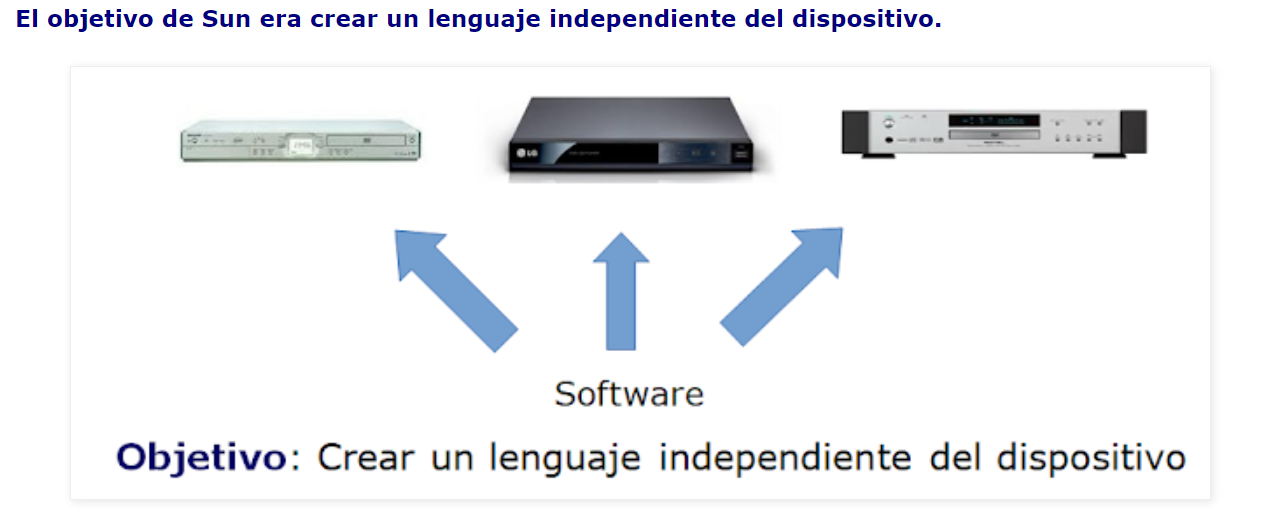 El objetivo de Sun era crear un lenguaje independiente del dispositivo.
LG
Software
Objetivo: Crear un lenguaje independiente del dispositivo